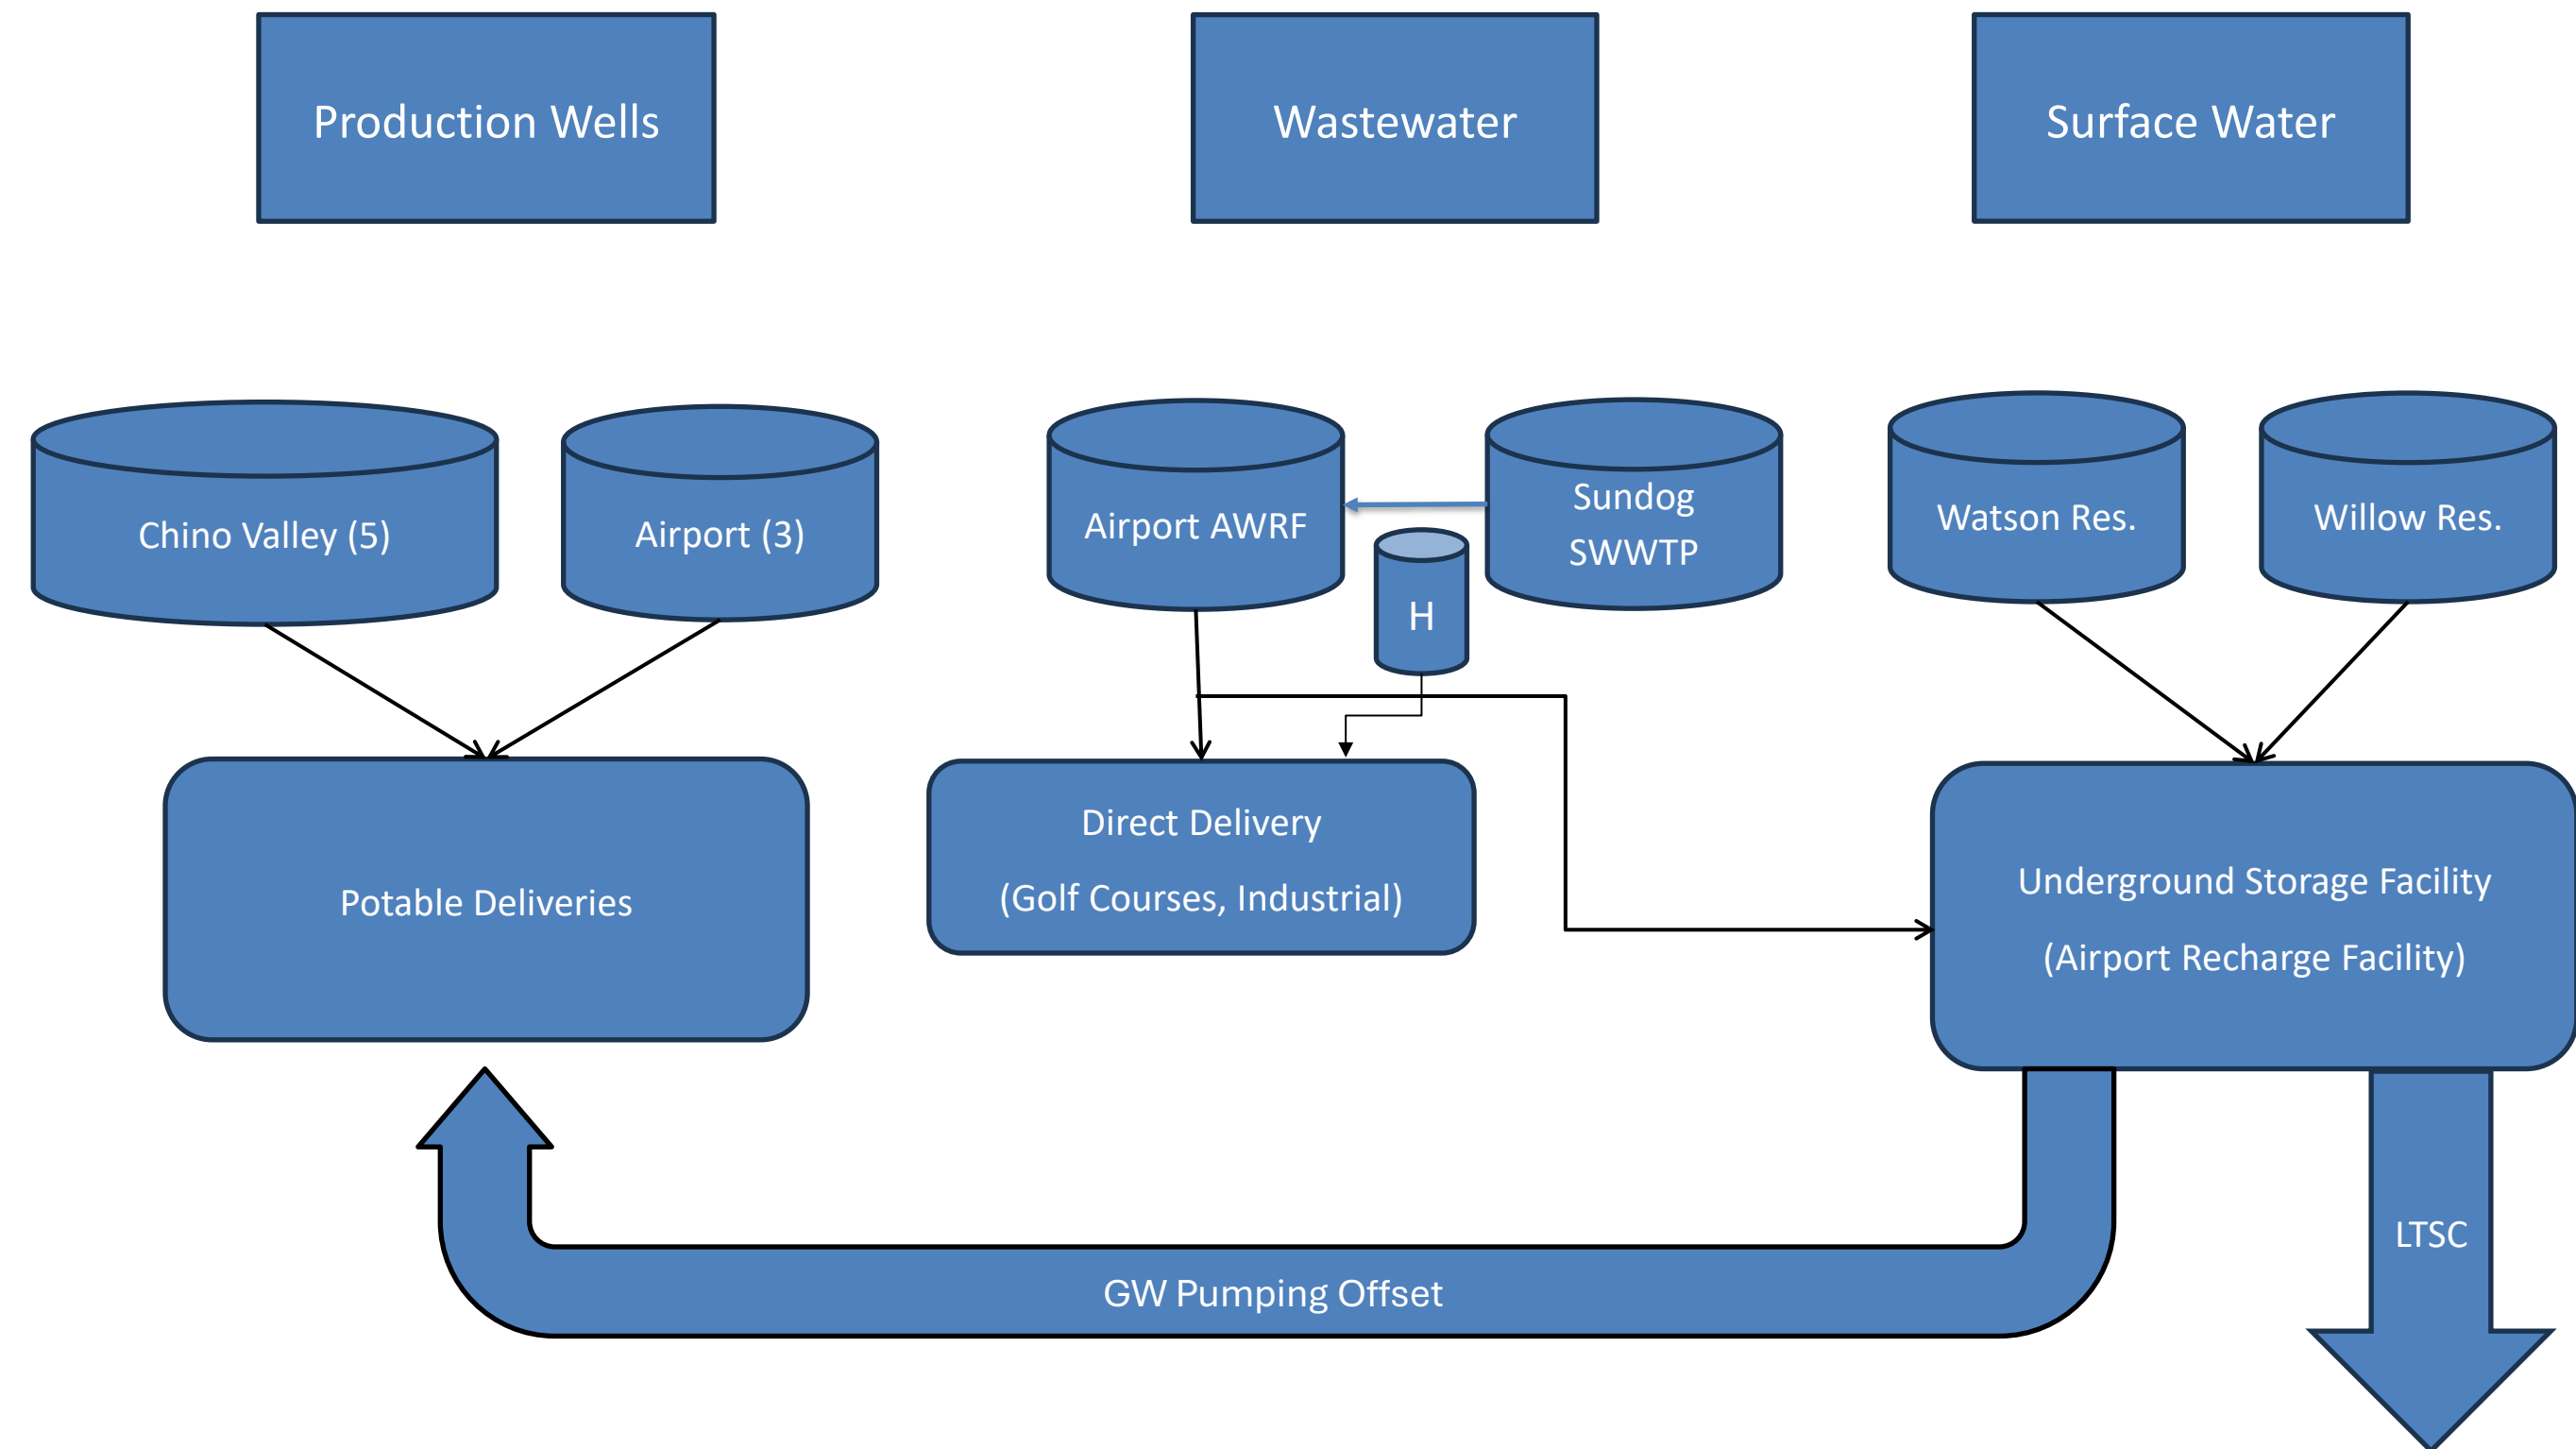 Production Wells
Wastewater
Surface Water
Chino Valley (5)
Airport (3)
Airport AWRF
Sundog
SWWTP
H
Watson Res.
Willow Res.
Potable Deliveries
Direct Delivery
(Golf Courses, Industrial)
Underground Storage Facility
(Airport Recharge Facility)
LTSC
GW Pumping Offset